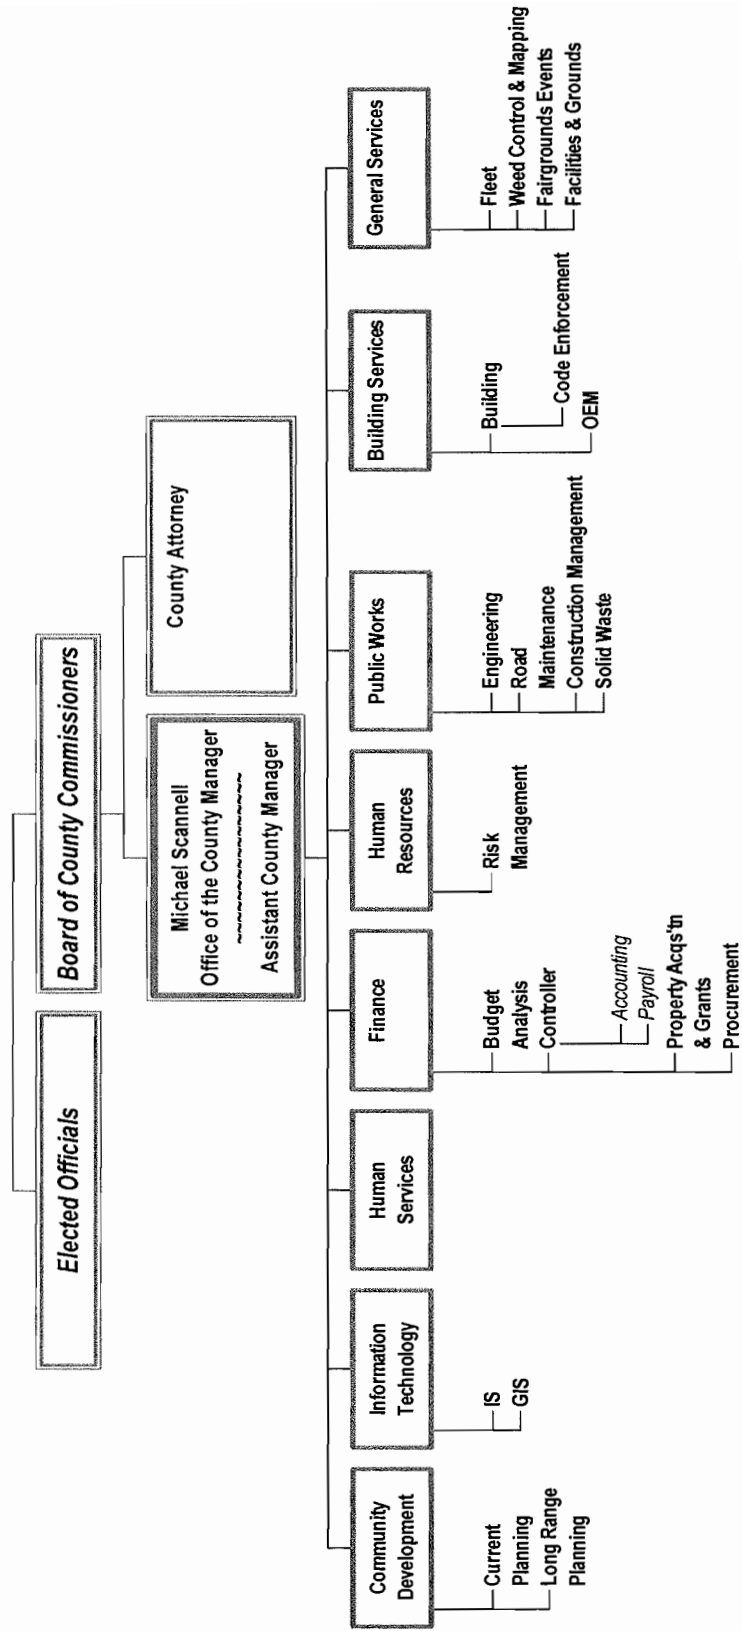 Elected Officials
Board of County Commissioners
Michael Scannell
Office of the County Manager
~~~~~~~~~~~~~~
Assistant County Manager
County Attorney
Community
Development
Current
Planning
Long Range
Planning
Information
Technology
IS
GIS
Human
Services
Finance
Budget
Analysis
Controller
Accounting
Payroll
Property Acqs'tn
& Grants
Procurement
Human
Resources
Risk
Management
Public Works
Engineering
Road
Maintenance
Construction Management
Solid Waste
Building Services
Building
Code Enforcement
OEM
General Services
Fleet
Weed Control & Mapping
Fairgrounds Events
Facilities & Grounds